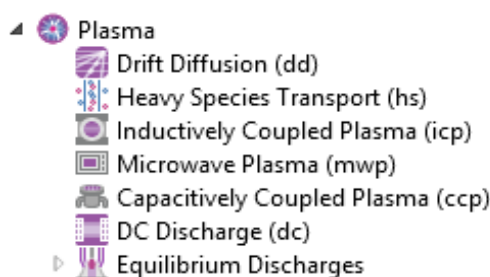 Plasma
Drift Diffusion (dd)
Heavy Species Transport (hs)
Inductively Coupled Plasma (icp)
Microwave Plasma (mwp)
Capacitively Coupled Plasma (ccp)
DC Discharge (dc)
Equilibrium Discharges